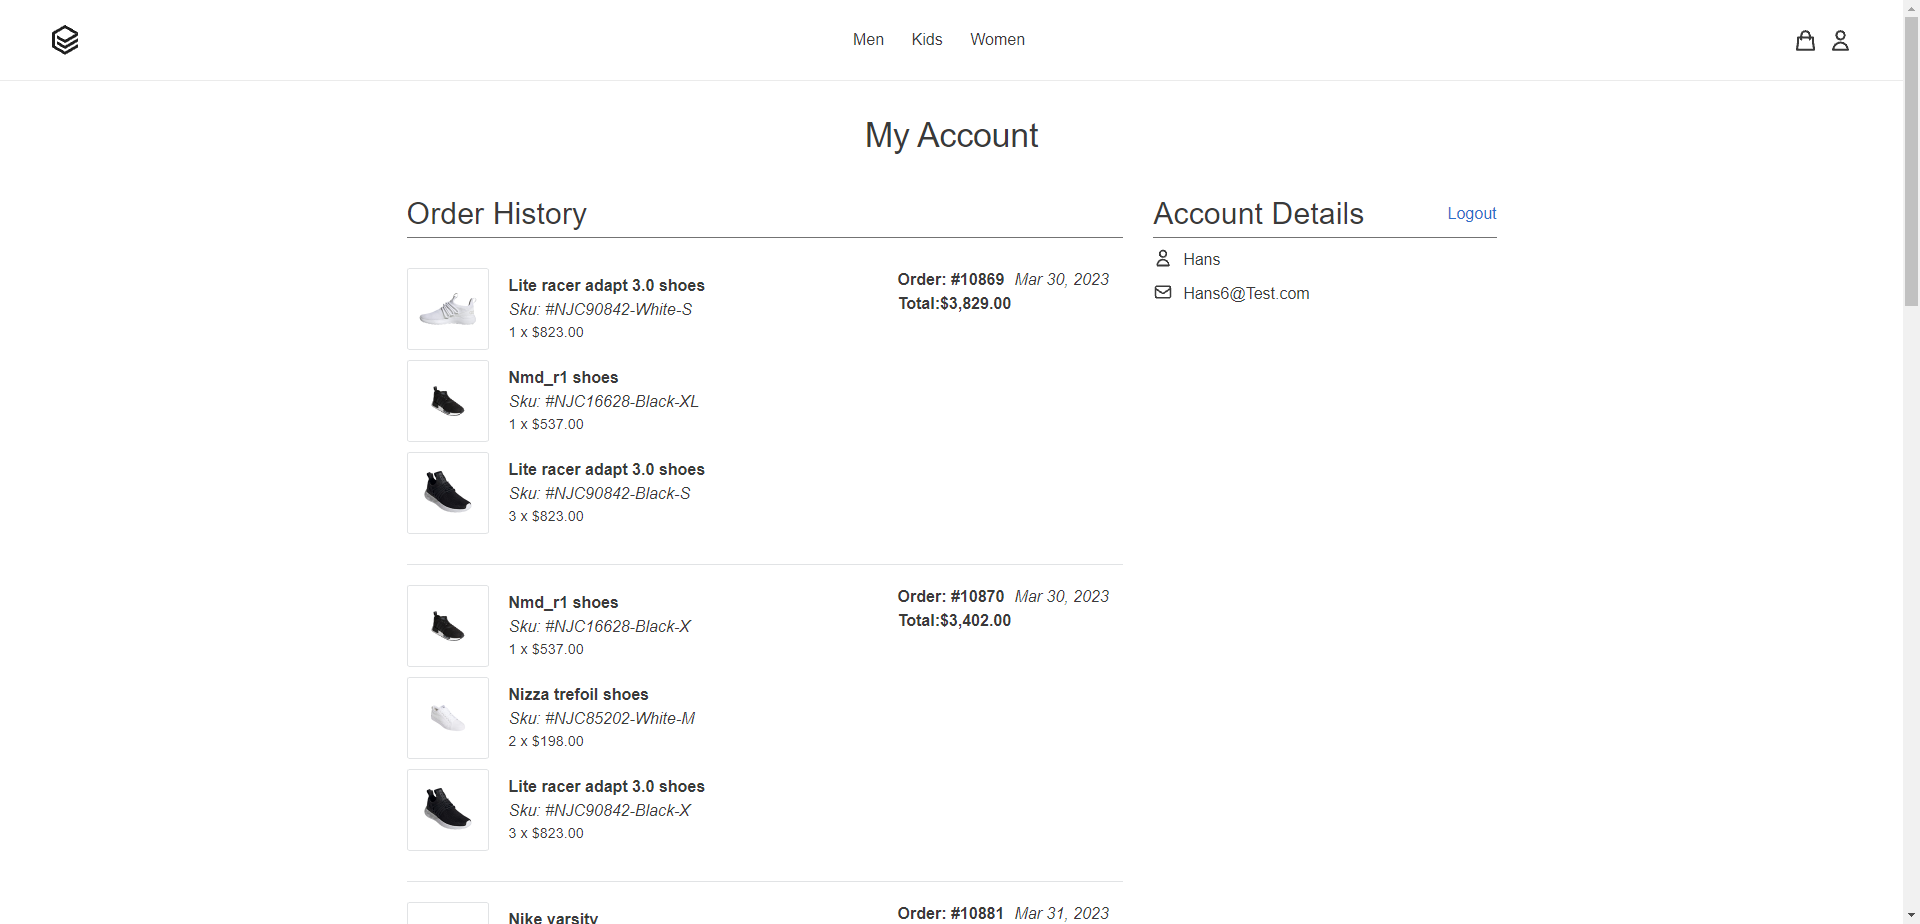 Men Kids Women
My Account
Order History
Lite racer adapt 3.0 shoes
Sku: #NJC90842-White-S
1 x $823.00
Order: #10869 Mar 30, 2023
Total:$3,829.00
Nmd_r1 shoes
Sku: #NJC16628-Black-XL
1 x $537.00
Lite racer adapt 3.0 shoes
Sku: #NJC90842-Black-S
3 x $823.00
Nmd_r1 shoes
Sku: #NJC16628-Black-X
1 x $537.00
Order: #10870 Mar 30, 2023
Total:$3,402.00
Nizza trefoil shoes
Sku: #NJC85202-White-M
2 x $198.00
Lite racer adapt 3.0 shoes
Sku: #NJC90842-Black-X
3 x $823.00
Nike varsity
Order: #10881 Mar 31, 2023
Account Details
Logout
Hans
Hans6@Test.com